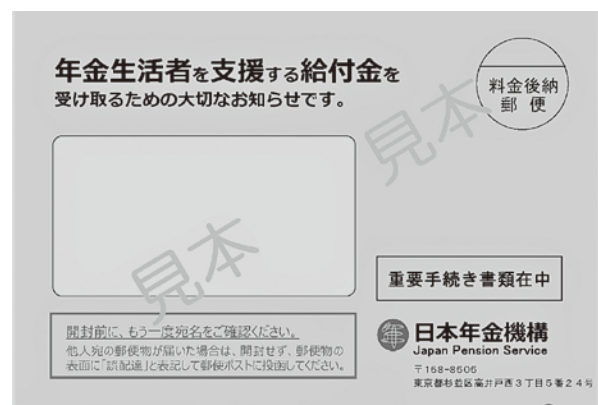 年金生活者を支援する給付金を
受け取るための大切なお知らせです。
料金後納
郵便
見本
見本
重要手続き書類在中
開封前に、もう一度宛名をご確認ください。
他人宛の郵便物が届いた場合は、開封せず、郵便物の
表面に「誤配達」と表記して郵便ポストに投函してください。
日本年金機構
Japan Pension Service
〒168-8505
東京都杉並区高井戸西3丁目5番24号